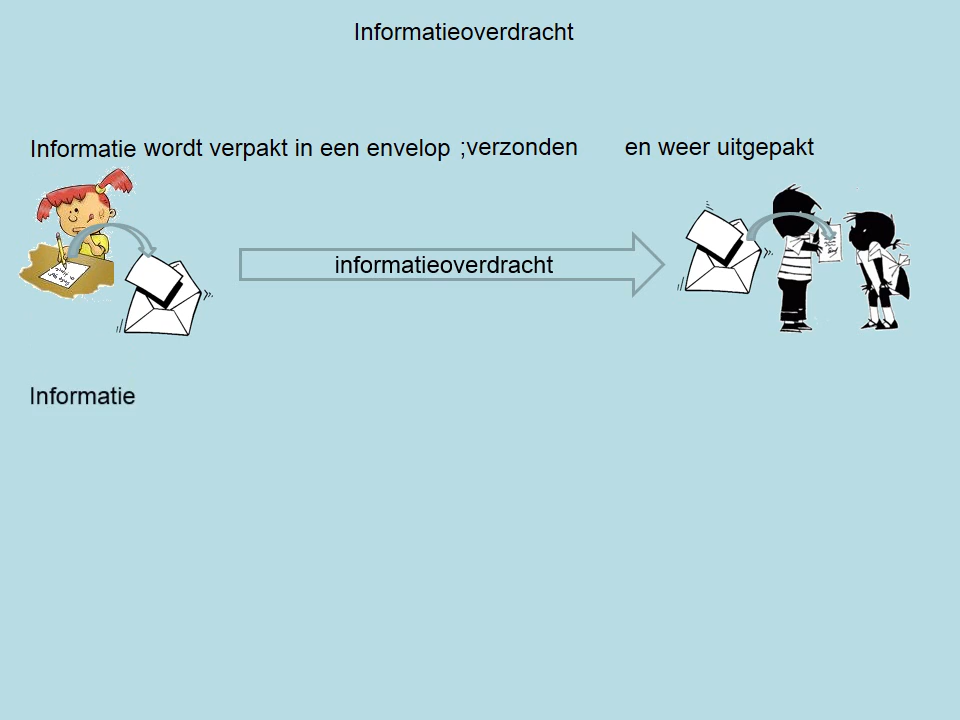 Informatieoverdracht
Informatie wordt verpakt in een envelop ;verzonden en weer uitgepakt
informatieoverdracht
Informatie